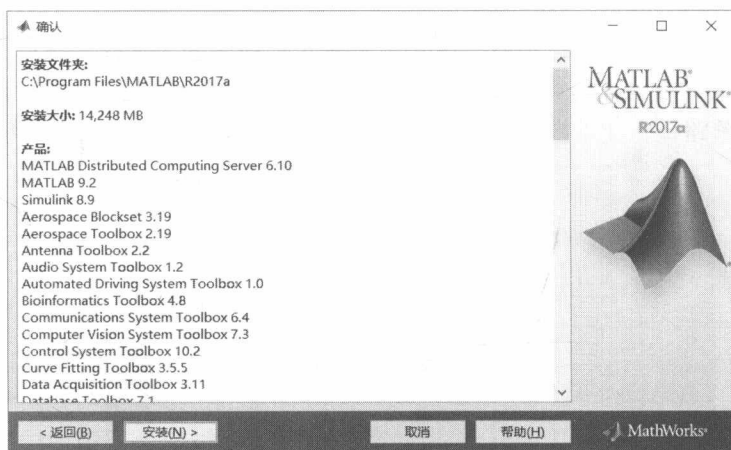 确认
安装文件夹:
C:\Program Files\MATLAB\R2017a
安装大小: 14,248 MB
产品:
MATLAB Distributed Computing Server 6.10
MATLAB 9.2
Simulink 8.9
Aerospace Blockset 3.19
Aerospace Toolbox 2.19
Antenna Toolbox 2.2
Audio System Toolbox 1.2
Automated Driving System Toolbox 1.0
Bioinformatics Toolbox 4.8
Communications System Toolbox 6.4
Computer Vision System Toolbox 7.3
Control System Toolbox 10.2
Curve Fitting Toolbox 3.5.5
Data Acquisition Toolbox 3.11
Database Toolbox 7.1
MATLAB®
&SIMULINK®
R2017a
< 返回(B)
安装(N) >
取消
帮助(H)
MathWorks®